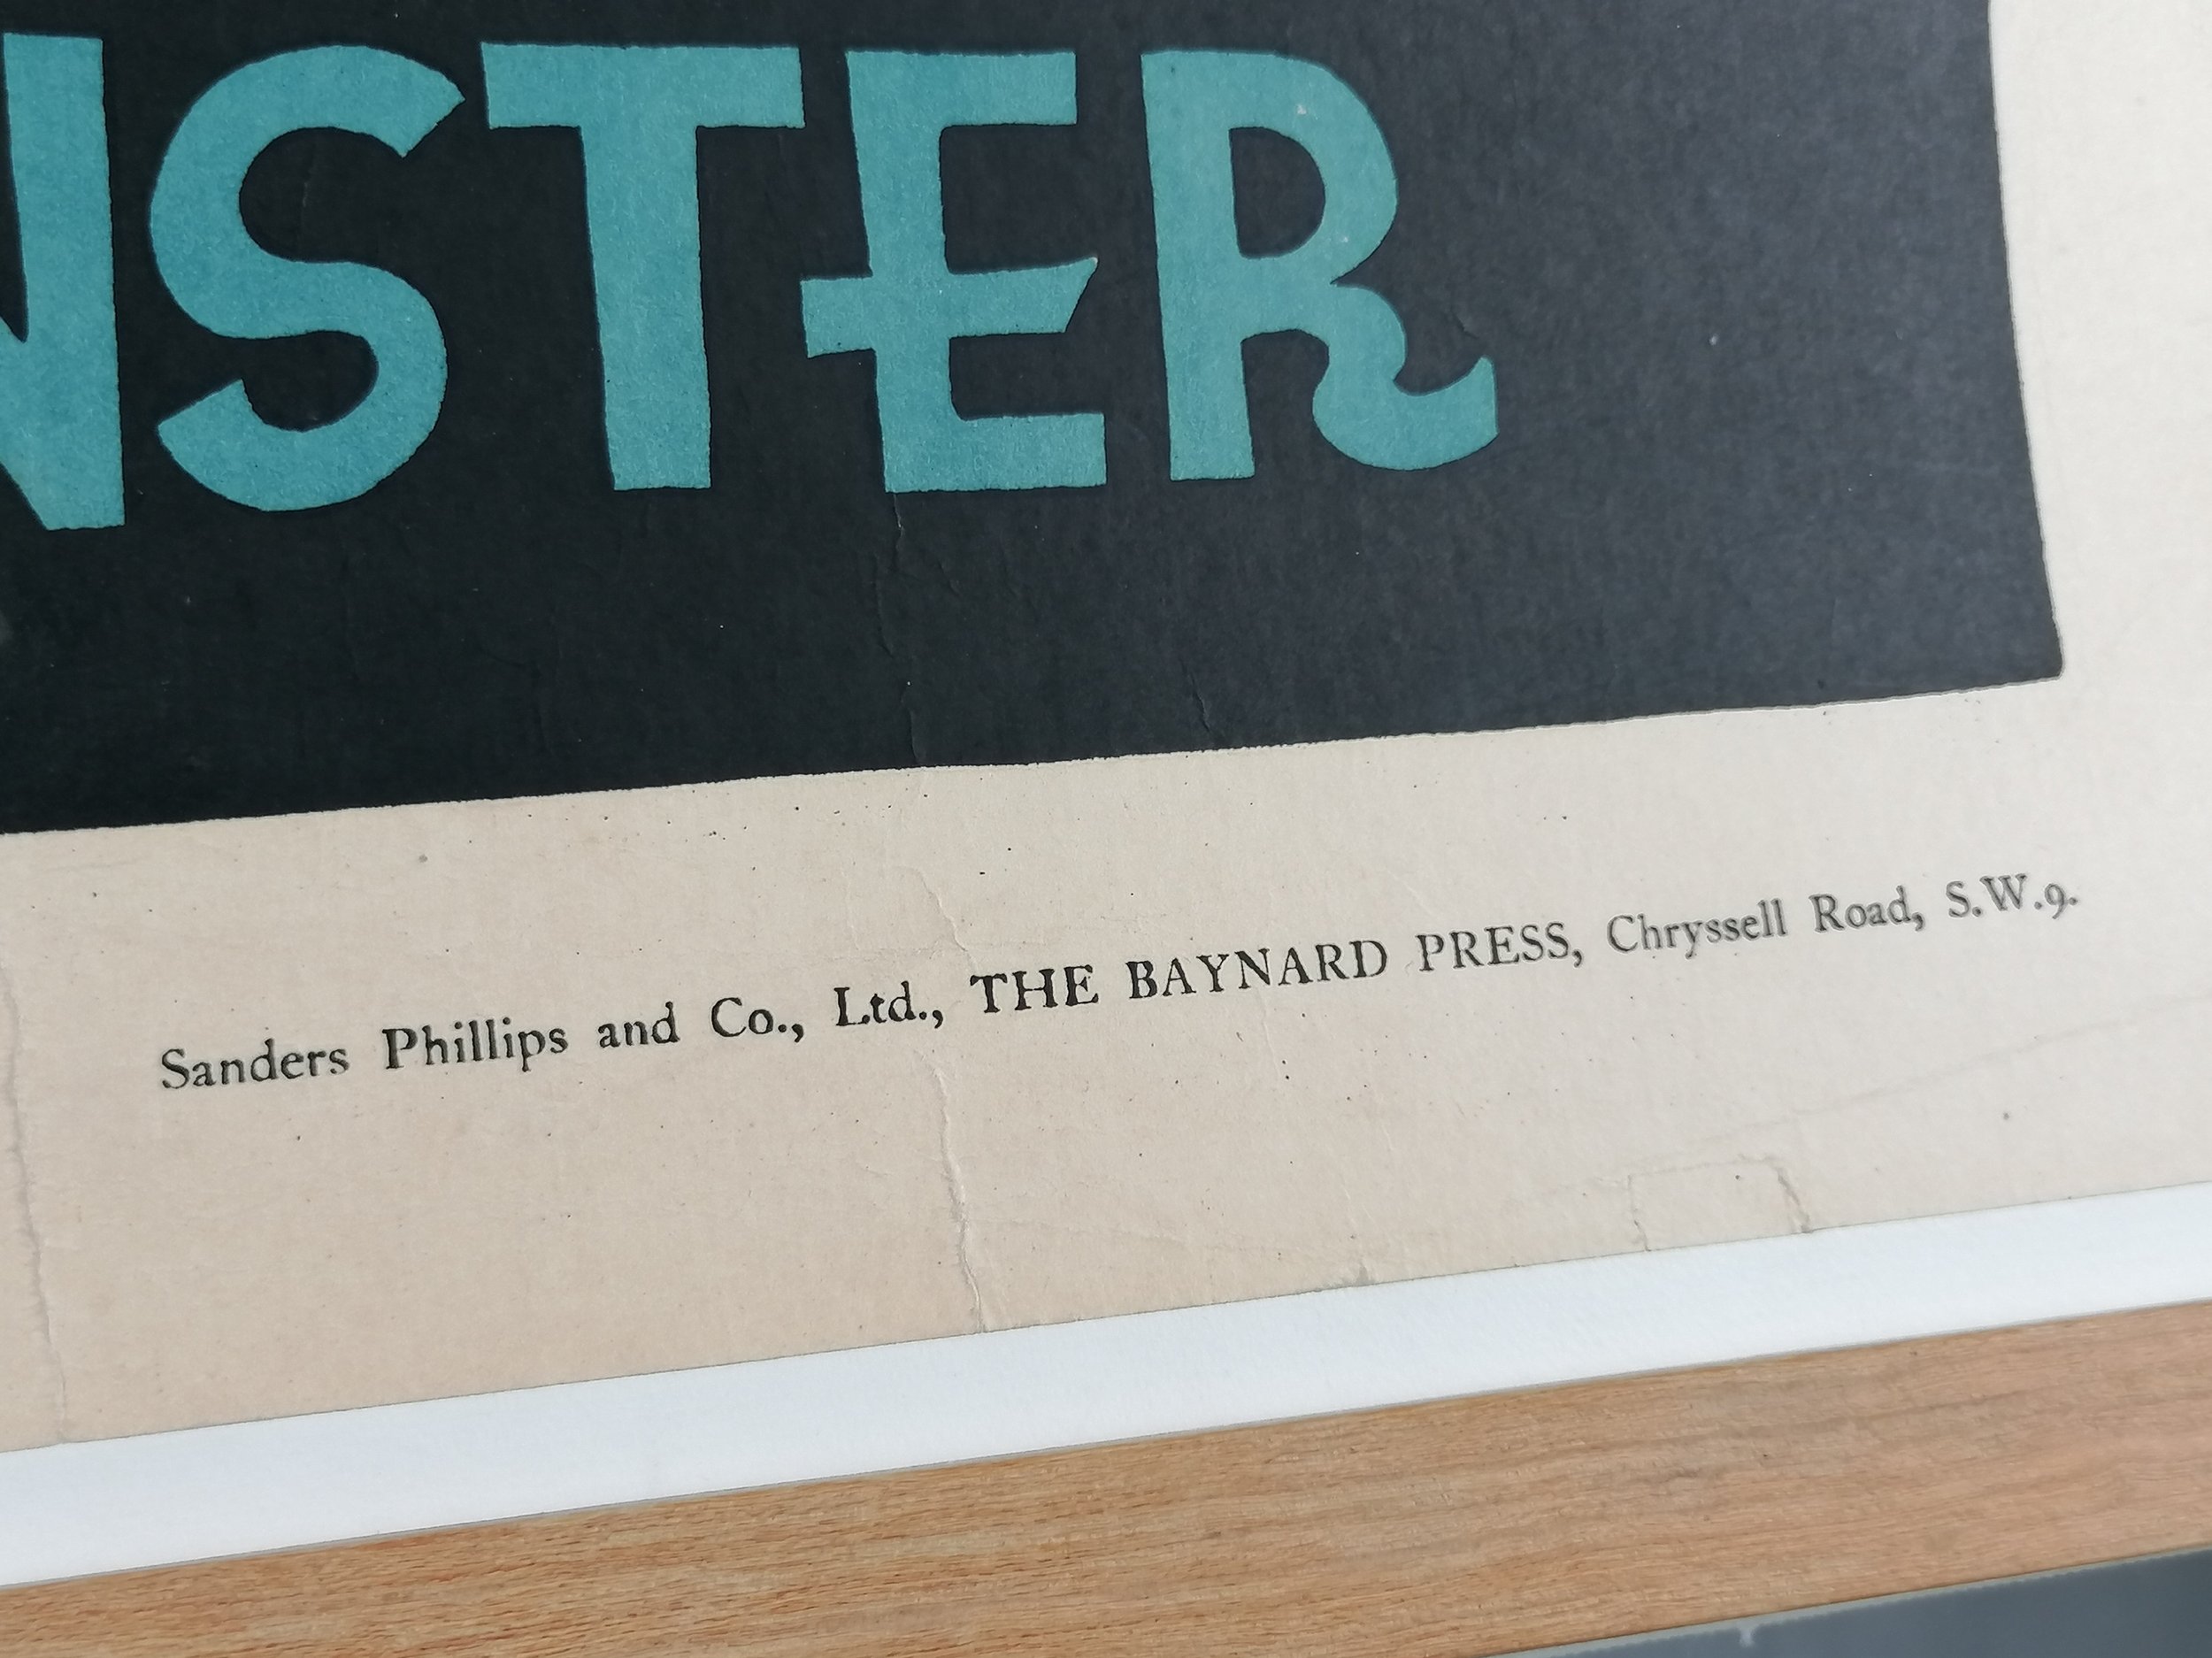 NSTER
Sanders Phillips and Co., Ltd., THE BAYNARD PRESS, Chryssell Road, S.W.9.